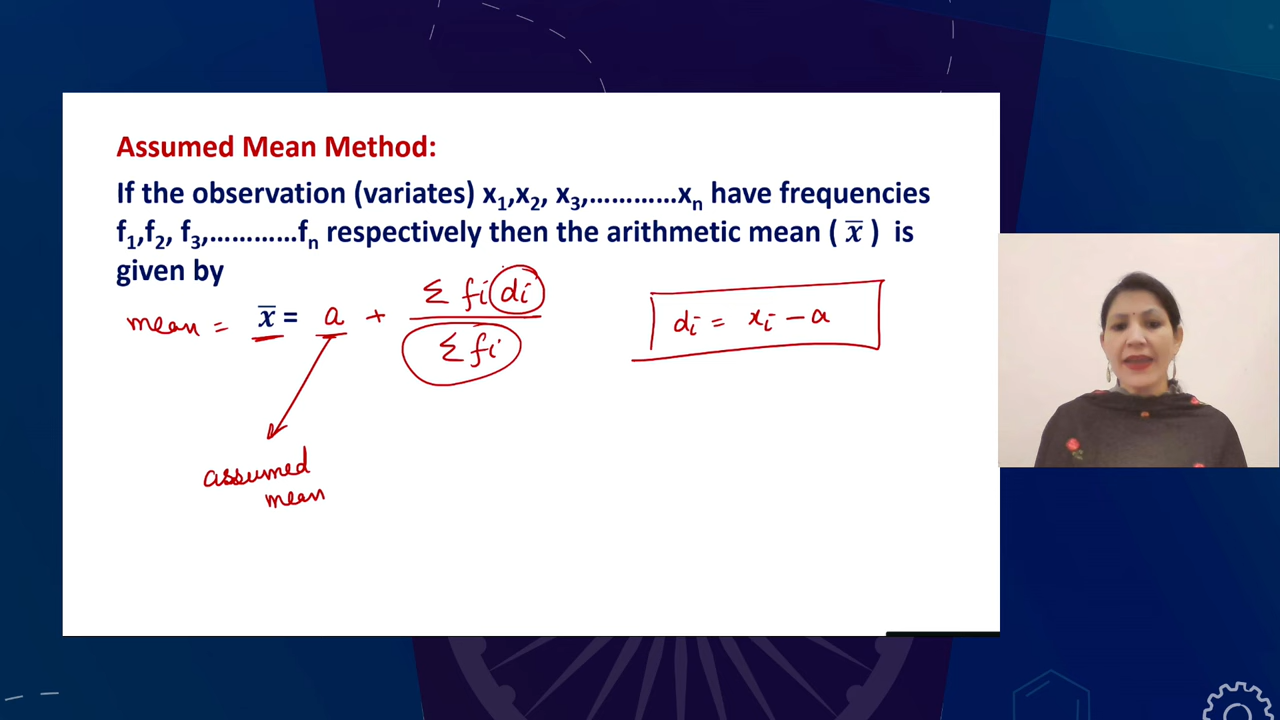 Assumed Mean Method:
If the observation (variates) x₁,x₂, x₃,............xₙ have frequencies
f₁,f₂, f₃,............fₙ respectively then the arithmetic mean ( x̅ ) is
given by
mean = x̅ = a + Σ fi di / Σ fi
di = xi - a
assumed
mean